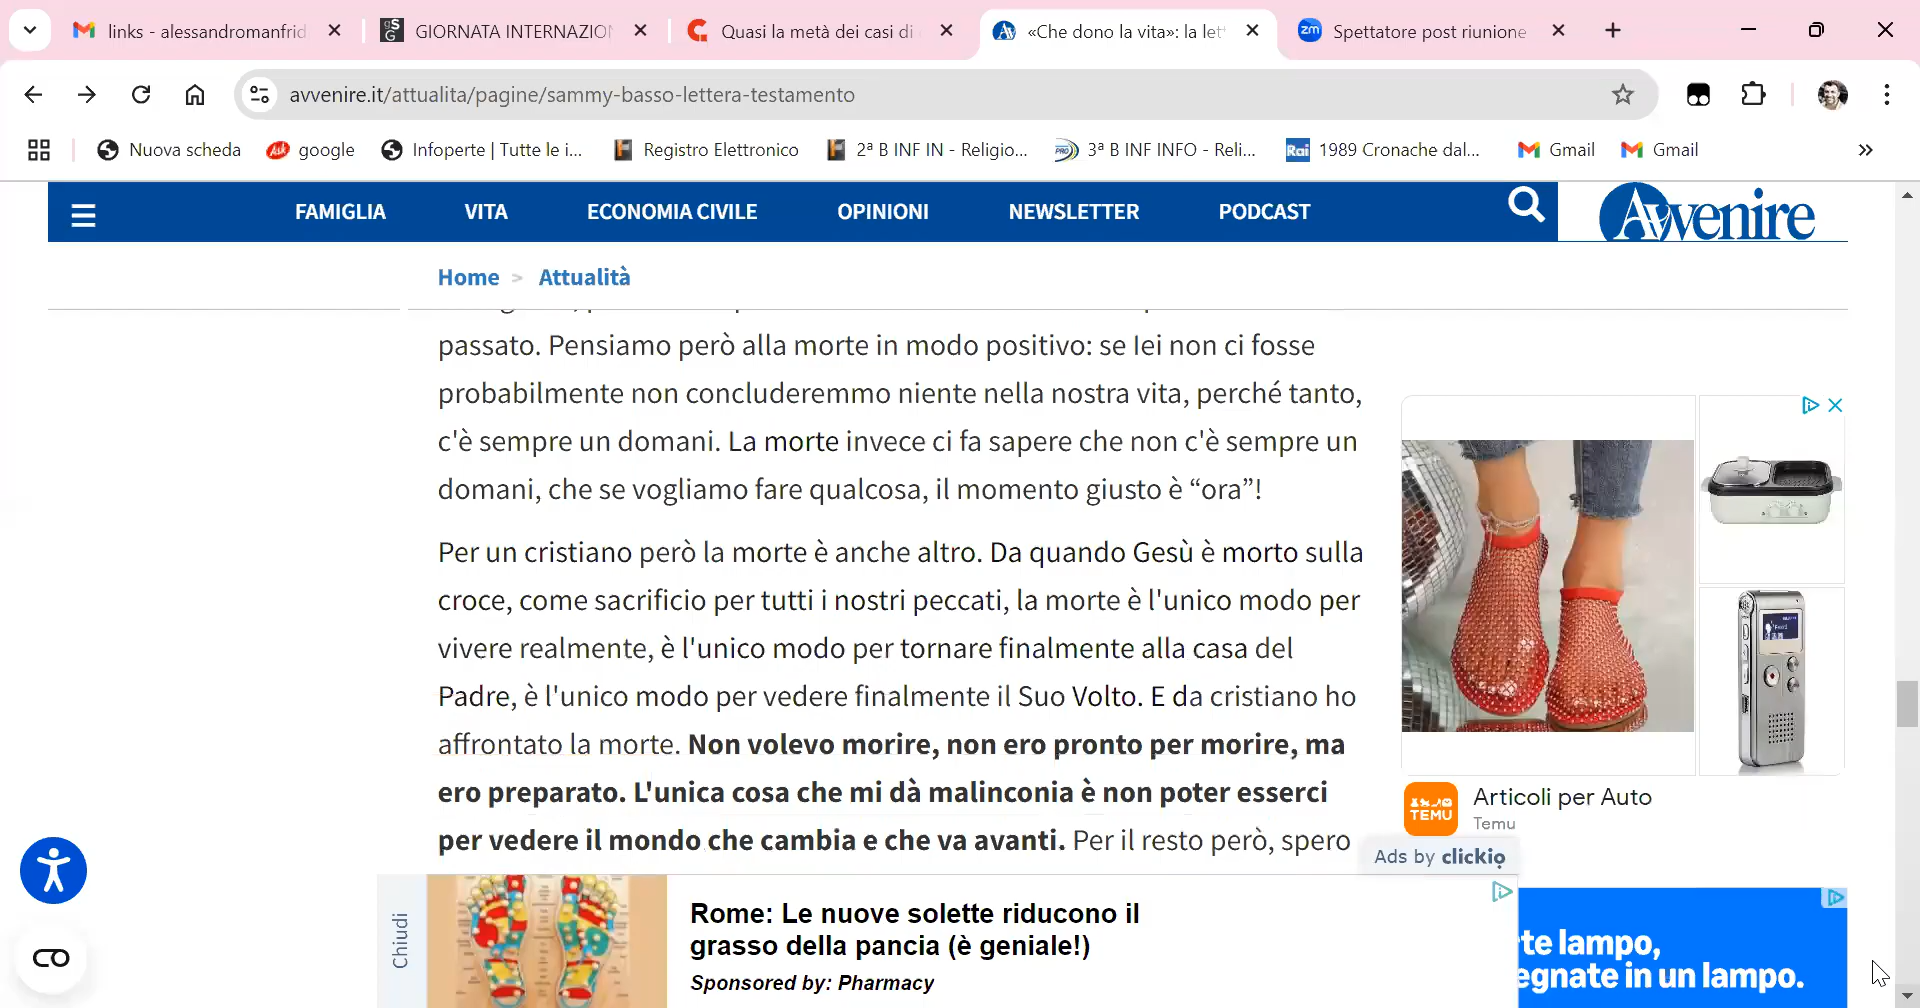 links - alessandromanfrid
GIORNATA INTERNAZION
Quasi la metà dei casi di
«Che dono la vita»: la let
zm Spettatore post riunione
avvenire.it/attualita/pagine/sammy-basso-lettera-testamento
Nuova scheda
Ask google
Infoperte | Tutte le i...
Registro Elettronico
2ª B INF IN - Religio...
3ª B INF INFO - Reli...
Rai 1989 Cronache dal...
Gmail
Gmail
FAMIGLIA VITA ECONOMIA CIVILE OPINIONI NEWSLETTER PODCAST
Avvenire
Home > Attualità
passato. Pensiamo però alla morte in modo positivo: se lei non ci fosse
probabilmente non concluderemmo niente nella nostra vita, perché tanto,
c'è sempre un domani. La morte invece ci fa sapere che non c'è sempre un
domani, che se vogliamo fare qualcosa, il momento giusto è “ora”!
Per un cristiano però la morte è anche altro. Da quando Gesù è morto sulla
croce, come sacrificio per tutti i nostri peccati, la morte è l'unico modo per
vivere realmente, è l'unico modo per tornare finalmente alla casa del
Padre, è l'unico modo per vedere finalmente il Suo Volto. E da cristiano ho
affrontato la morte. Non volevo morire, non ero pronto per morire, ma
ero preparato. L'unica cosa che mi dà malinconia è non poter esserci
per vedere il mondo che cambia e che va avanti. Per il resto però, spero
TEMU
Articoli per Auto
Temu
Ads by clickio
Chiudi
Rome: Le nuove solette riducono il
grasso della pancia (è geniale!)
Sponsored by: Pharmacy
te lampo,
egnate in un lampo.